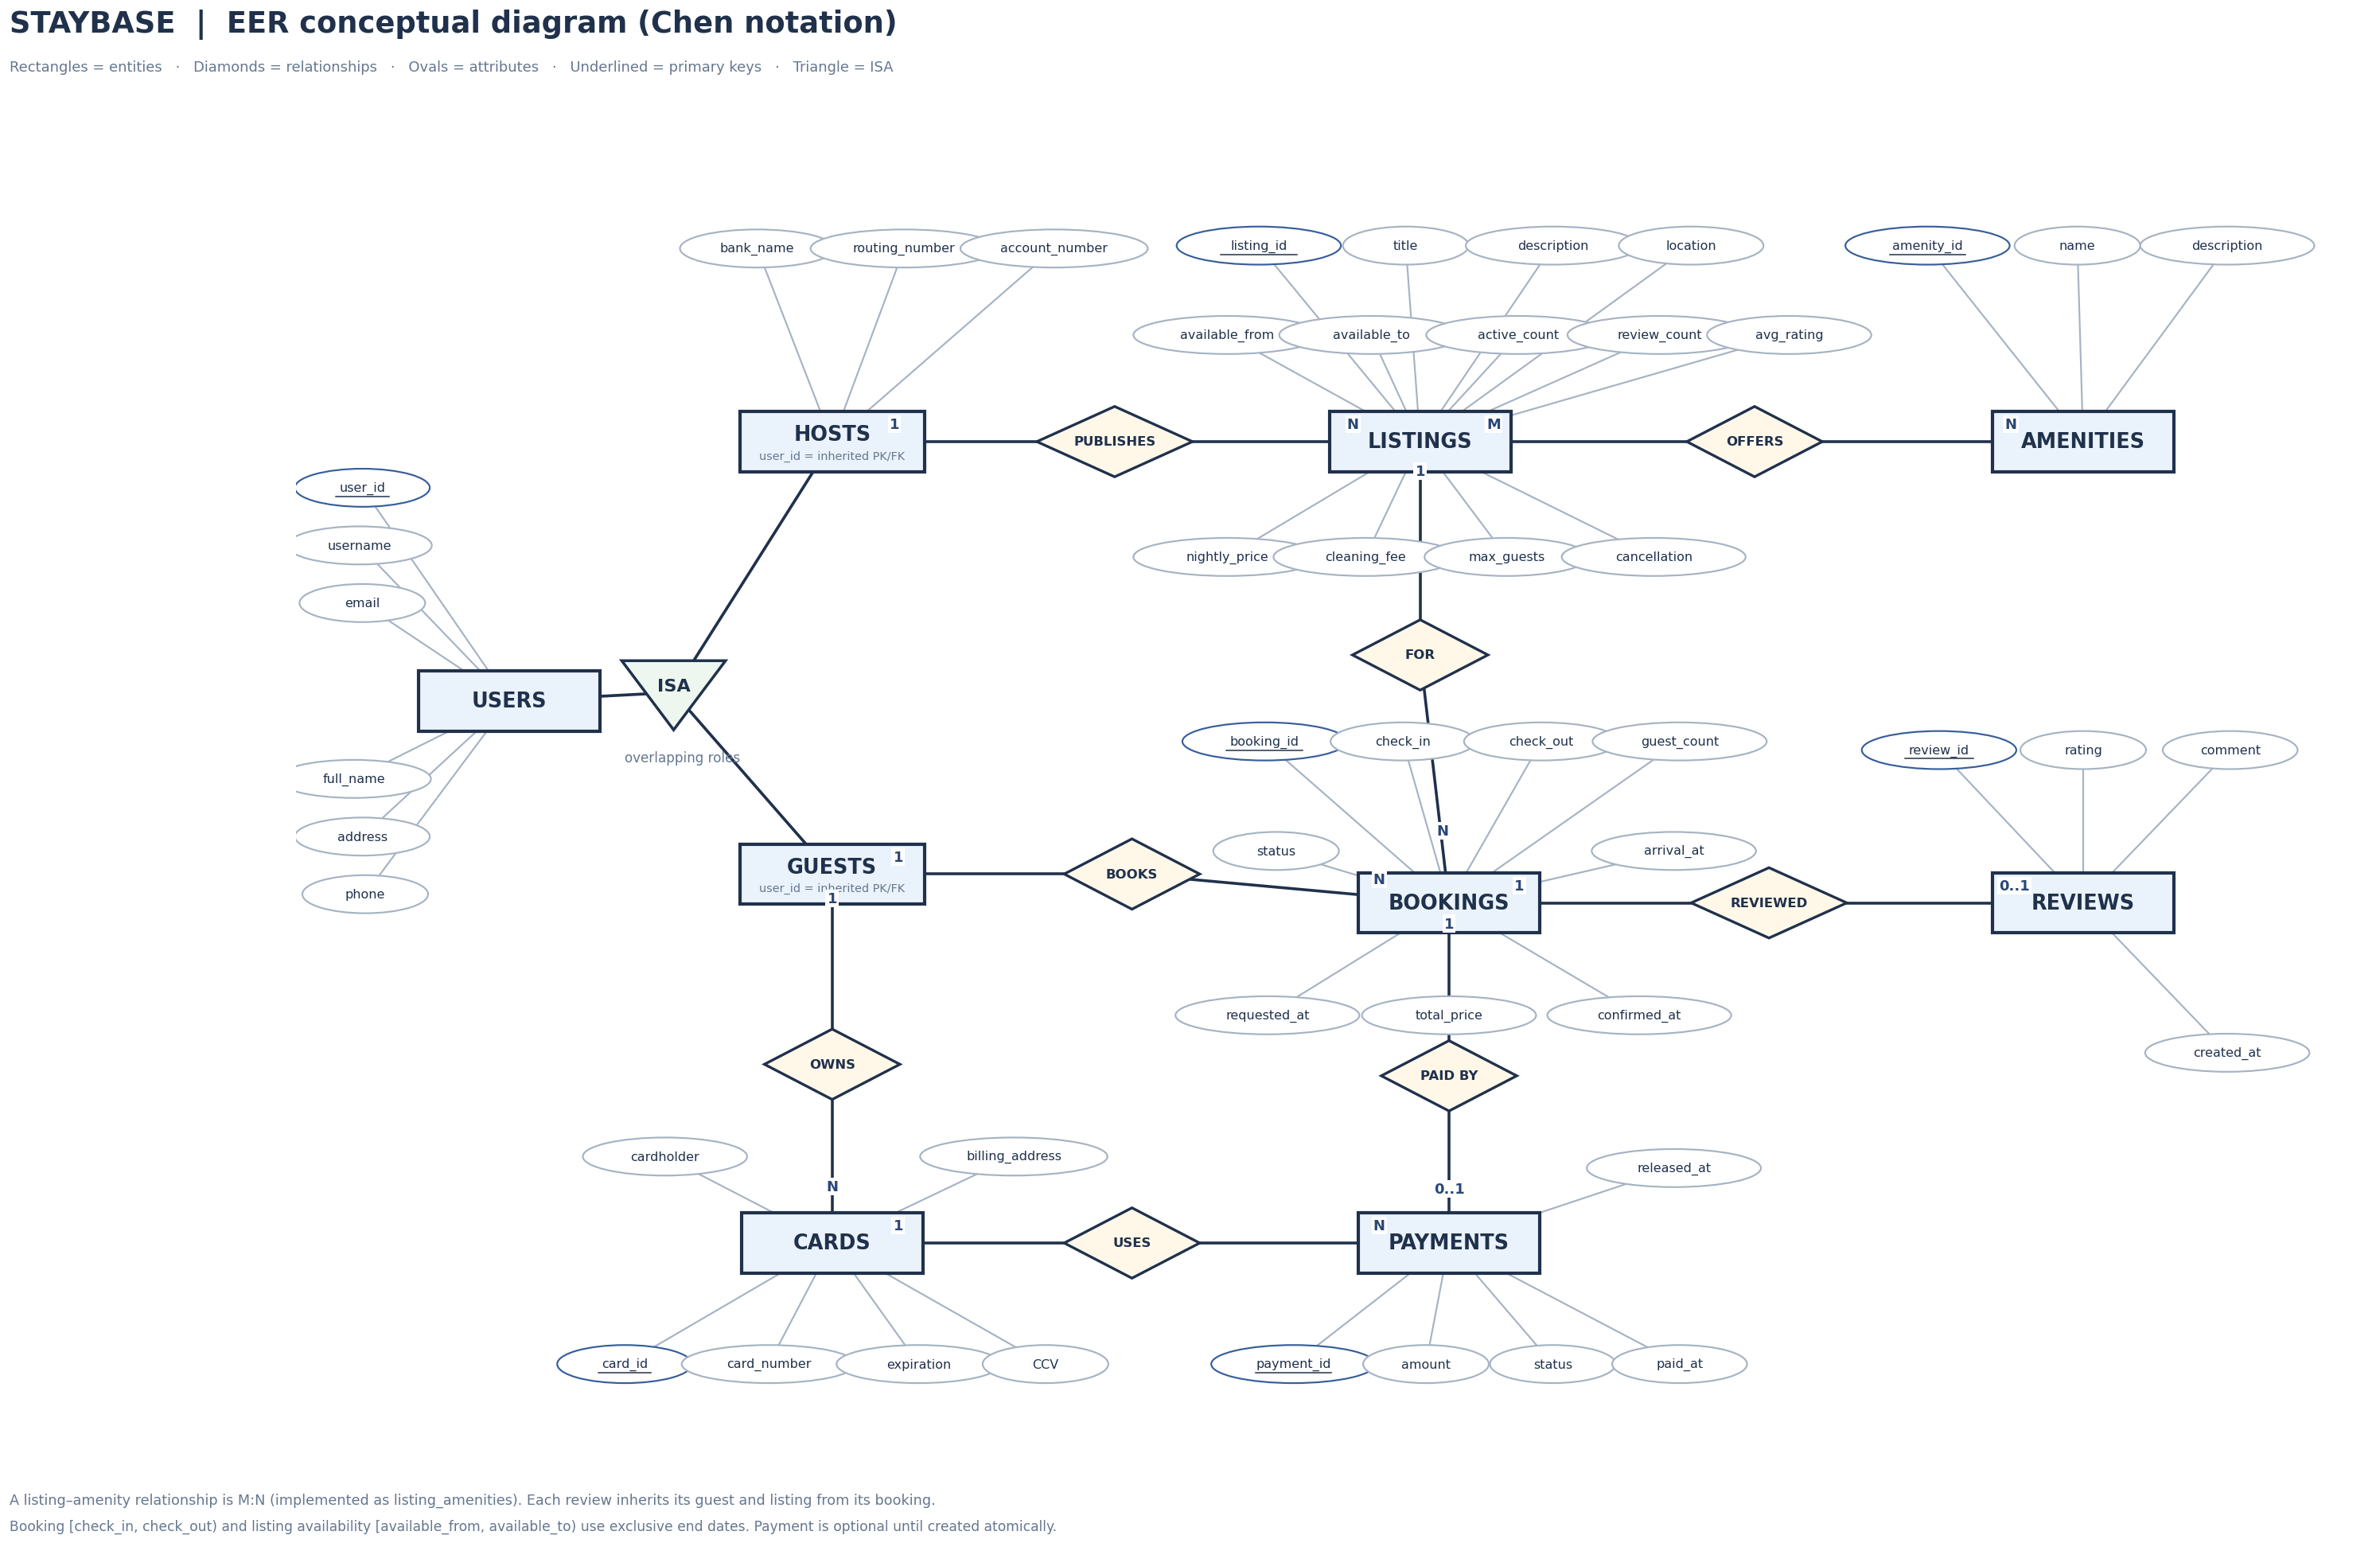 STAYBASE | EER conceptual diagram (Chen notation)
Rectangles = entities · Diamonds = relationships · Ovals = attributes · Underlined = primary keys · Triangle = ISA
bank_name routing_number account_number
listing_id title description location
amenity_id name description
available_from available_to active_count review_count avg_rating
HOSTS 1
user_id = inherited PK/FK
PUBLISHES
N LISTINGS M
1
OFFERS
N AMENITIES
user_id
username
email
nightly_price cleaning_fee max_guests cancellation
FOR
ISA
USERS
overlapping roles
booking_id check_in check_out guest_count
review_id rating comment
full_name
address
phone
N
status
arrival_at
GUESTS 1
user_id = inherited PK/FK
1
BOOKS
N BOOKINGS 1
1
REVIEWED
0..1 REVIEWS
requested_at total_price confirmed_at
created_at
OWNS
PAID BY
cardholder billing_address
released_at
N
0..1
CARDS 1
USES
N PAYMENTS
card_id card_number expiration CCV
payment_id amount status paid_at
A listing–amenity relationship is M:N (implemented as listing_amenities). Each review inherits its guest and listing from its booking.
Booking [check_in, check_out) and listing availability [available_from, available_to) use exclusive end dates. Payment is optional until created atomically.